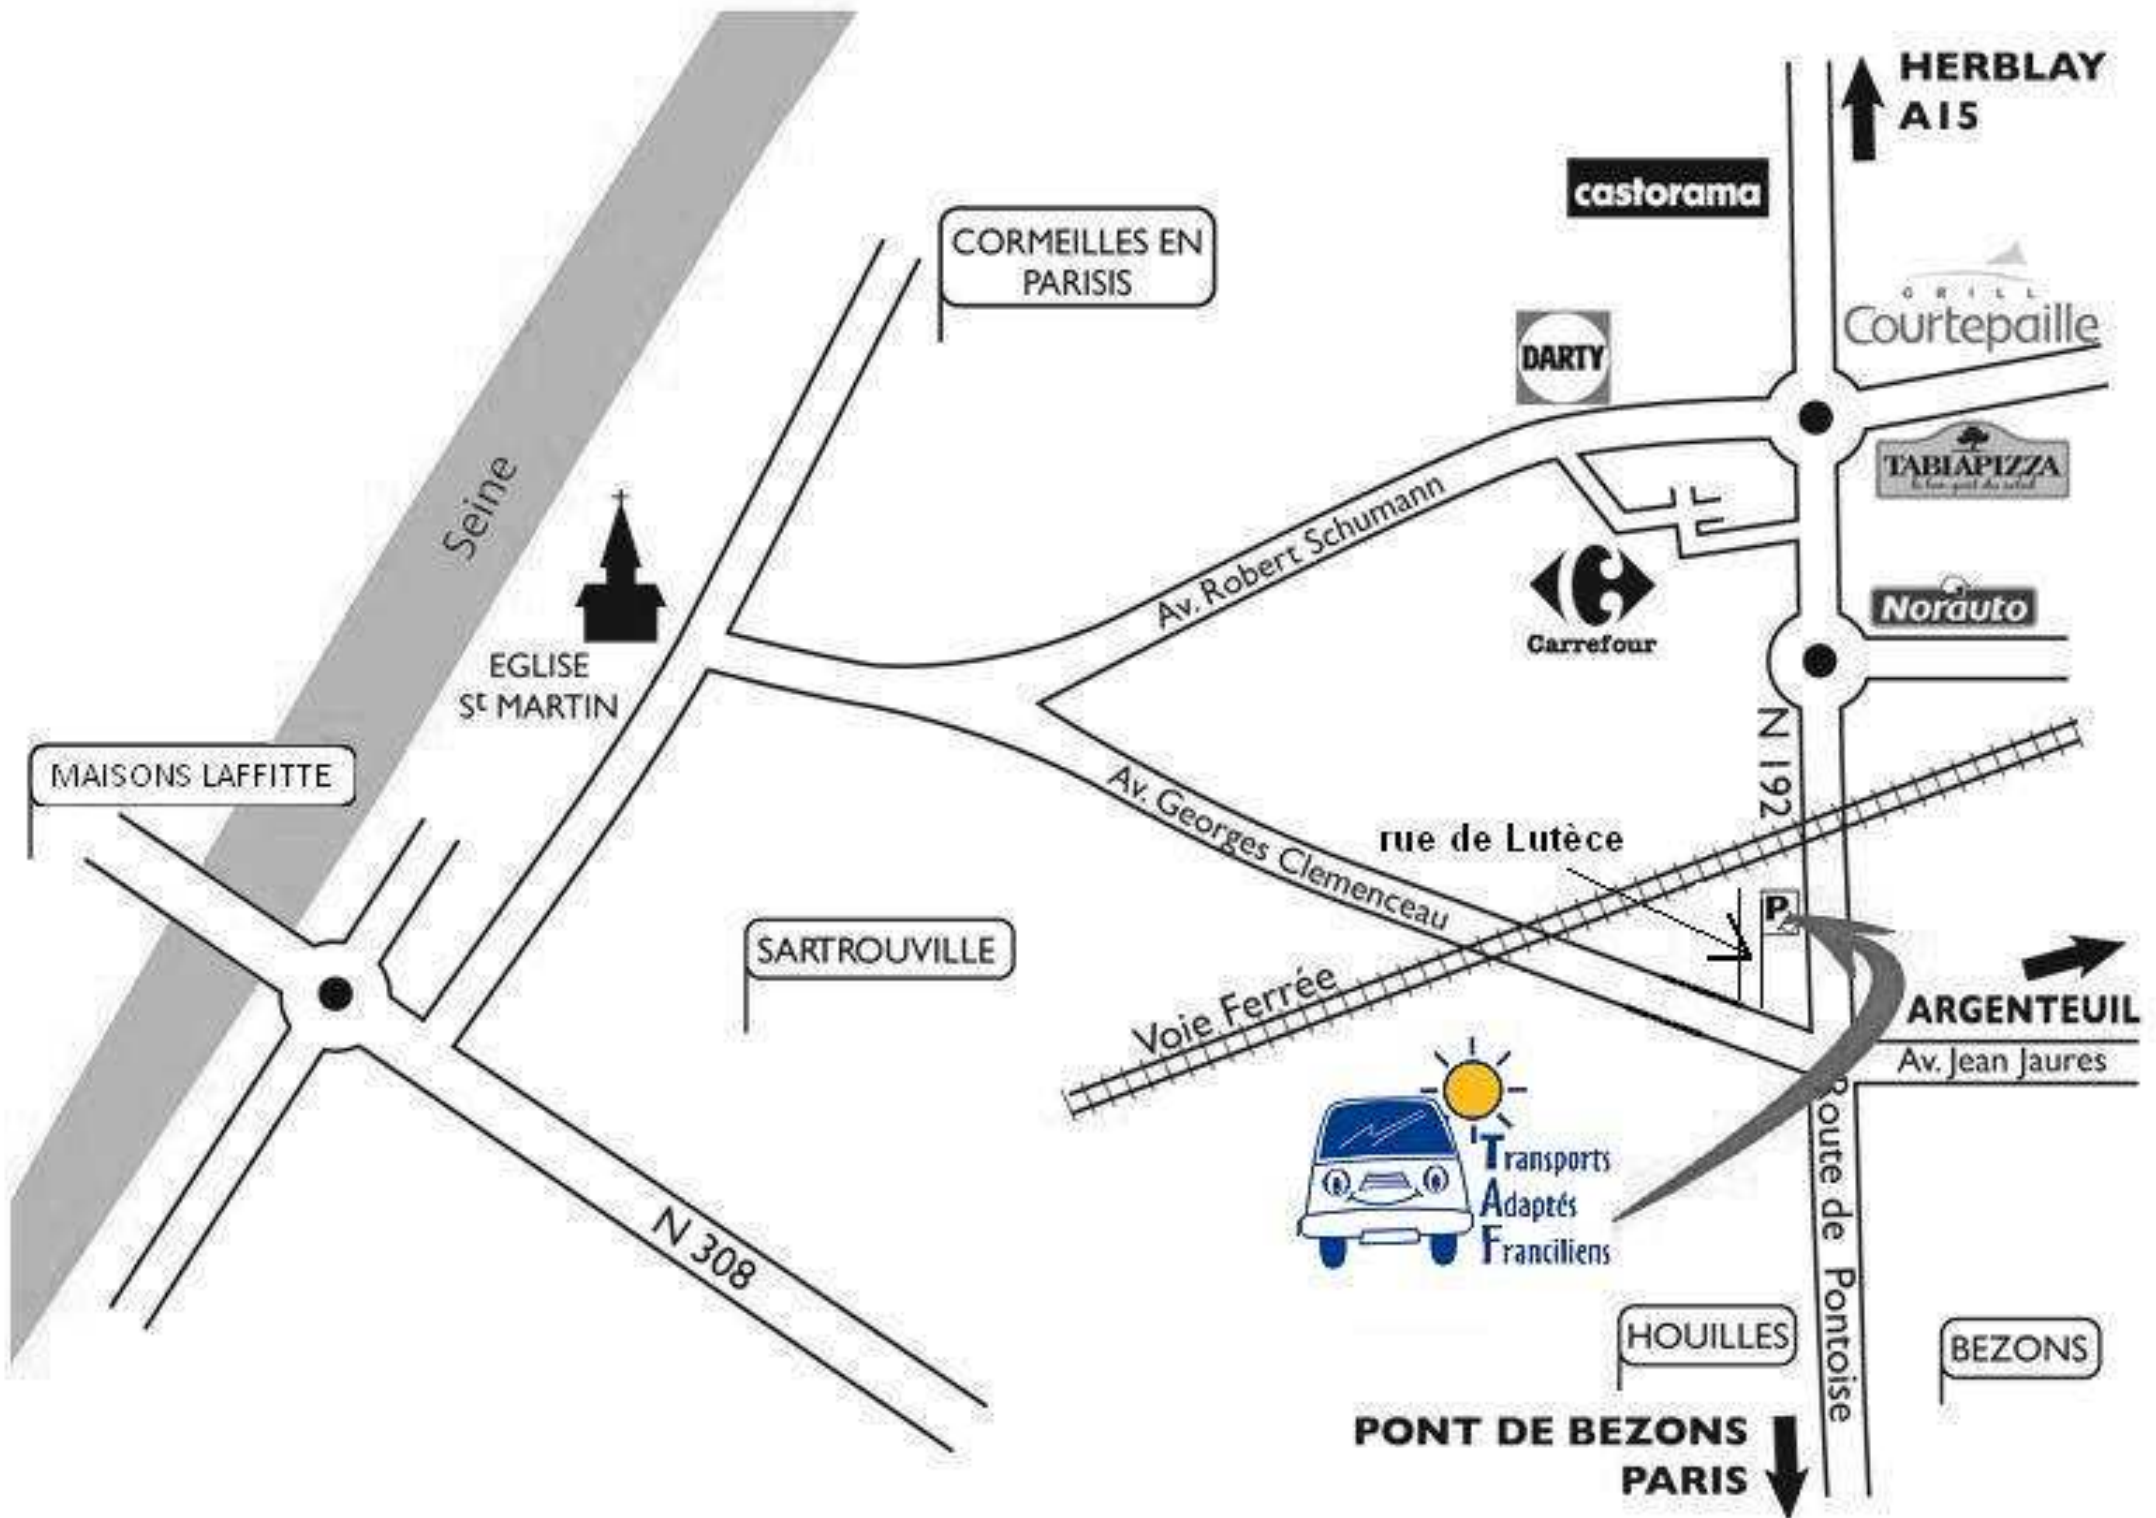 HERBLAY
A15
castorama
CORMEILLES EN
PARISIS
GRILL
Courtepaille
DARTY
TABLAPIZZA
Seine
Av. Robert Schumann
Carrefour
Norauto
EGLISE
St MARTIN
N 192
MAISONS LAFFITTE
Av. Georges Clemenceau
rue de Lutèce
P
SARTROUVILLE
Voie Ferrée
ARGENTEUIL
Av. Jean Jaures
Transports
Adaptés
Franciliens
N 308
Route de Pontoise
HOUILLES
BEZONS
PONT DE BEZONS
PARIS